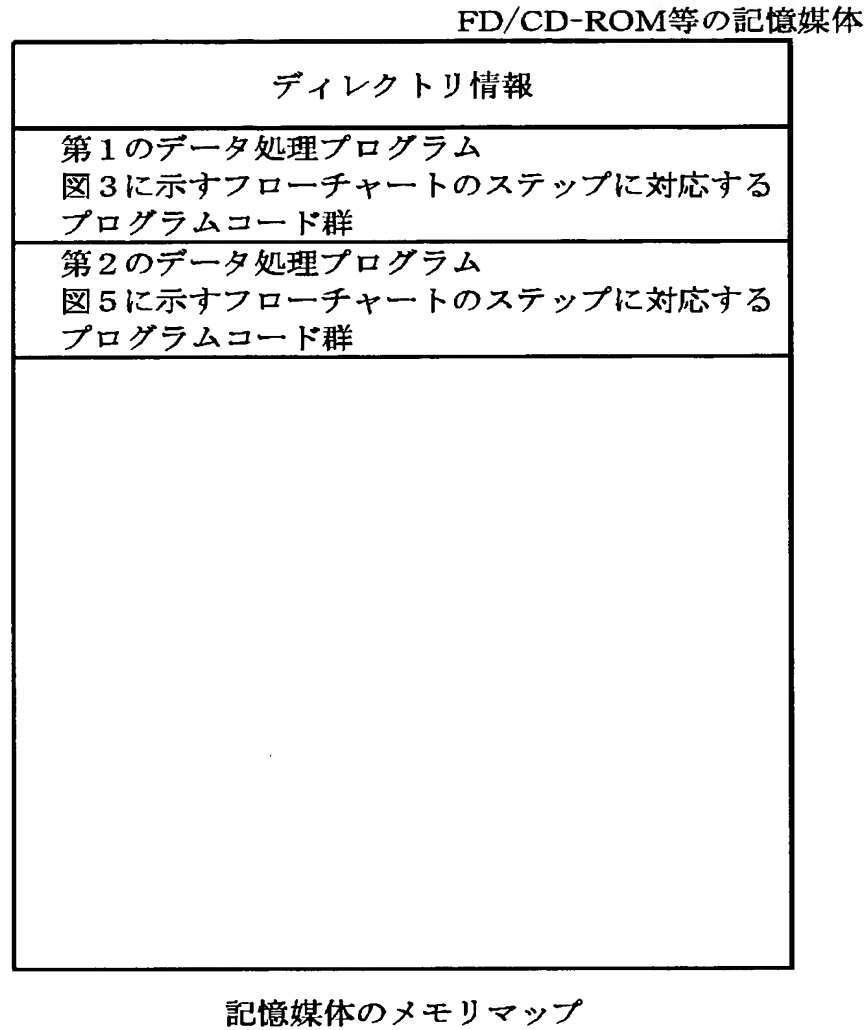 FD/CD-ROM等の記憶媒体
ディレクトリ情報
第1のデータ処理プログラム
図3に示すフローチャートのステップに対応する
プログラムコード群
第2のデータ処理プログラム
図5に示すフローチャートのステップに対応する
プログラムコード群
記憶媒体のメモリマップ